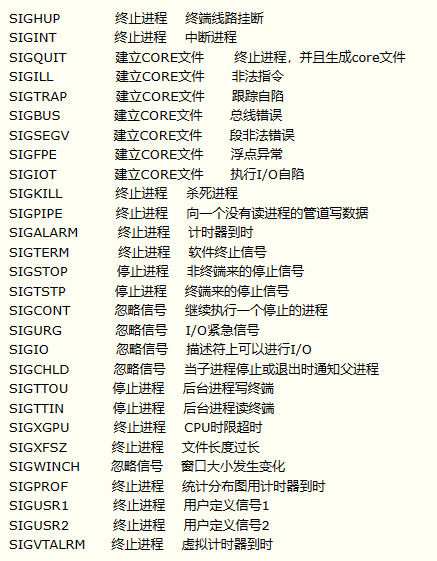 SIGHUP 终止进程 终端线路挂断
SIGINT 终止进程 中断进程
SIGQUIT 建立CORE文件 终止进程，并且生成core文件
SIGILL 建立CORE文件 非法指令
SIGTRAP 建立CORE文件 跟踪自陷
SIGBUS 建立CORE文件 总线错误
SIGSEGV 建立CORE文件 段非法错误
SIGFPE 建立CORE文件 浮点异常
SIGIOT 建立CORE文件 执行I/O自陷
SIGKILL 终止进程 杀死进程
SIGPIPE 终止进程 向一个没有读进程的管道写数据
SIGALARM 终止进程 计时器到时
SIGTERM 终止进程 软件终止信号
SIGSTOP 停止进程 非终端来的停止信号
SIGTSTP 停止进程 终端来的停止信号
SIGCONT 忽略信号 继续执行一个停止的进程
SIGURG 忽略信号 I/O紧急信号
SIGIO 忽略信号 描述符上可以进行I/O
SIGCHLD 忽略信号 当子进程停止或退出时通知父进程
SIGTTOU 停止进程 后台进程写终端
SIGTTIN 停止进程 后台进程读终端
SIGXGPU 终止进程 CPU时限超时
SIGXFSZ 终止进程 文件长度过长
SIGWINCH 忽略信号 窗口大小发生变化
SIGPROF 终止进程 统计分布图用计时器到时
SIGUSR1 终止进程 用户定义信号1
SIGUSR2 终止进程 用户定义信号2
SIGVTALRM 终止进程 虚拟计时器到时